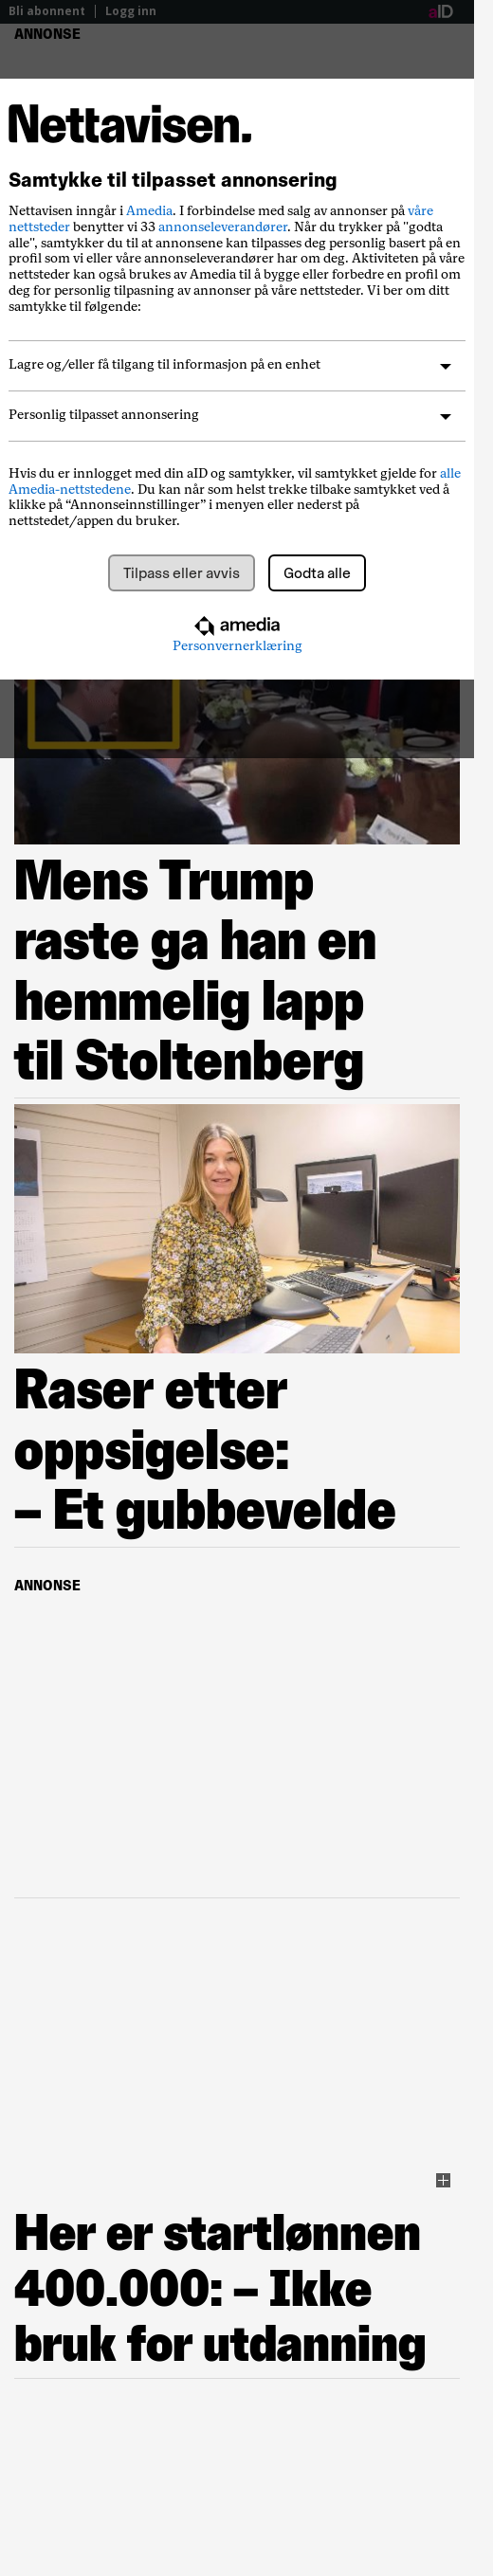 Bli abonnent | Logg inn
aID
ANNONSE
Nettavisen.
Samtykke til tilpasset annonsering
Nettavisen inngår i Amedia. I forbindelse med salg av annonser på våre
nettsteder benytter vi 33 annonseleverandører. Når du trykker på "godta
alle", samtykker du til at annonsene kan tilpasses deg personlig basert på en
profil som vi eller våre annonseleverandører har om deg. Aktiviteten på våre
nettsteder kan også brukes av Amedia til å bygge eller forbedre en profil om
deg for personlig tilpasning av annonser på våre nettsteder. Vi ber om ditt
samtykke til følgende:
Lagre og/eller få tilgang til informasjon på en enhet
Personlig tilpasset annonsering
Hvis du er innlogget med din aID og samtykker, vil samtykket gjelde for alle
Amedia-nettstedene. Du kan når som helst trekke tilbake samtykket ved å
klikke på “Annonseinnstillinger” i menyen eller nederst på
nettstedet/appen du bruker.
Tilpass eller avvis
Godta alle
amedia
Personvernerklæring
Mens Trump
raste ga han en
hemmelig lapp
til Stoltenberg
Raser etter
oppsigelse:
– Et gubbevelde
ANNONSE
Her er startlønnen
400.000: – Ikke
bruk for utdanning